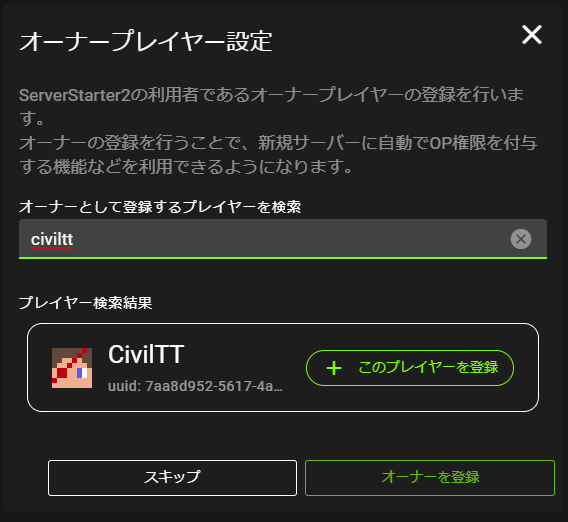 オーナープレイヤー設定
ServerStarter2の利用者であるオーナープレイヤーの登録を行いま
す。
オーナーの登録を行うことで、新規サーバーに自動でOP権限を付与
する機能などを利用できるようになります。
オーナーとして登録するプレイヤーを検索
civiltt
プレイヤー検索結果
CivilTT
uuid: 7aa8d952-5617-4a...
このプレイヤーを登録
スキップ
オーナーを登録